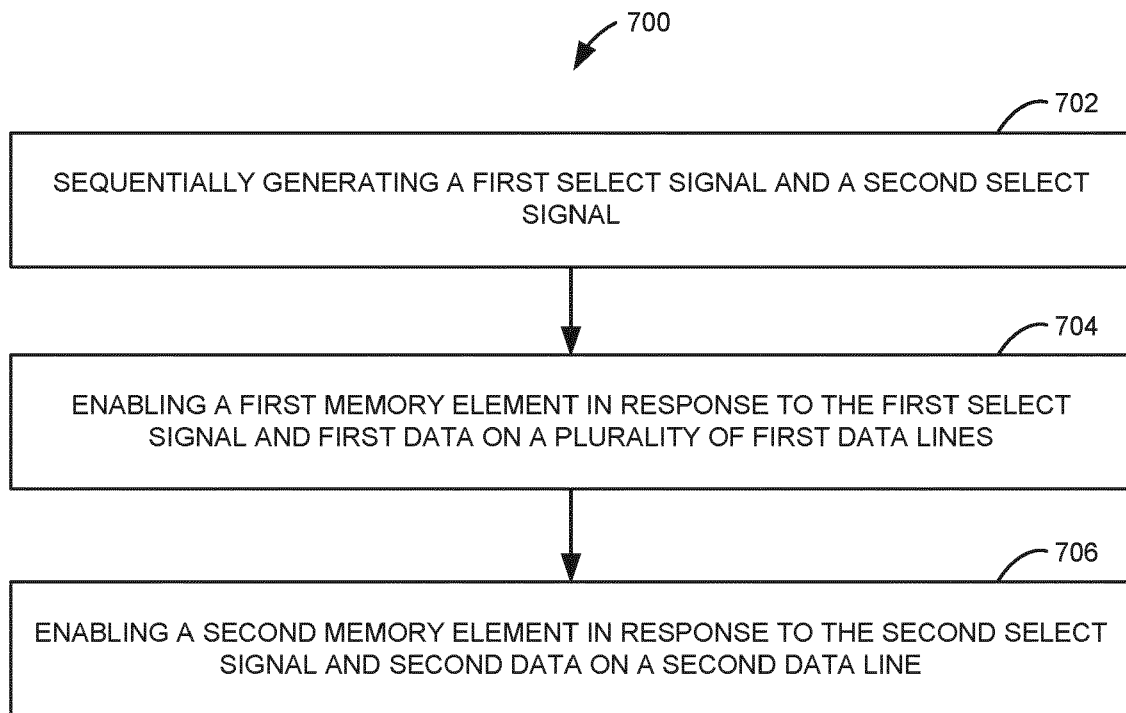 700
702
SEQUENTIALLY GENERATING A FIRST SELECT SIGNAL AND A SECOND SELECT
SIGNAL
704
ENABLING A FIRST MEMORY ELEMENT IN RESPONSE TO THE FIRST SELECT
SIGNAL AND FIRST DATA ON A PLURALITY OF FIRST DATA LINES
706
ENABLING A SECOND MEMORY ELEMENT IN RESPONSE TO THE SECOND SELECT
SIGNAL AND SECOND DATA ON A SECOND DATA LINE